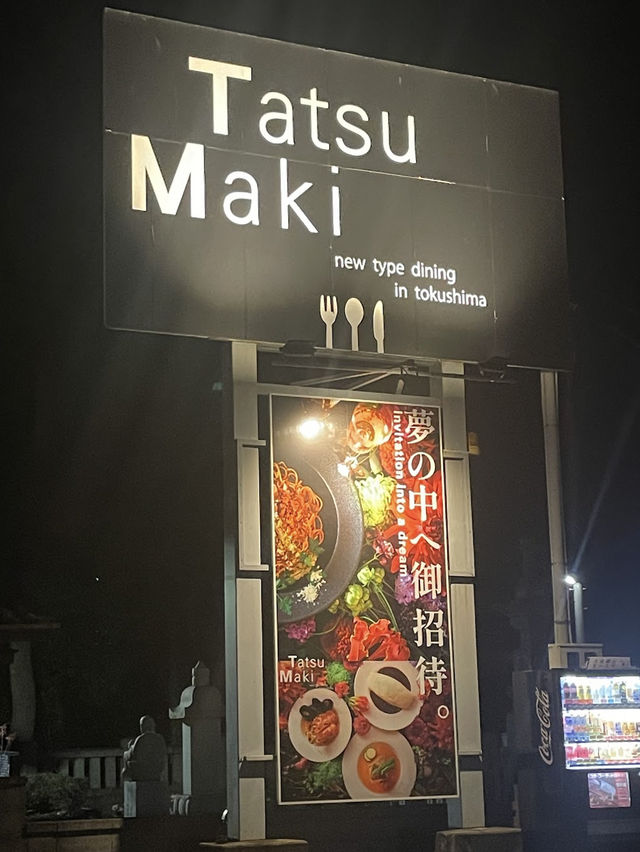 Tatsu
Maki
new type dining
in tokushima
夢の中へ御招待。
invitation into a dream.
Tatsu
Maki
Coca-Cola